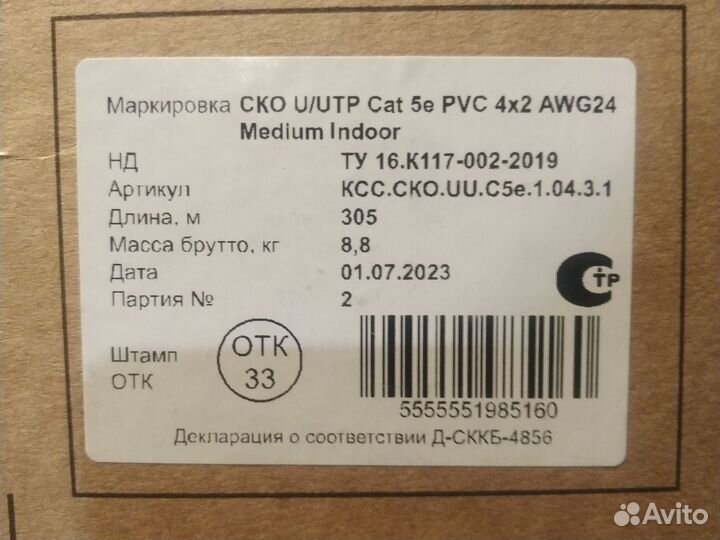 Маркировка СКО U/UTP Cat 5e PVC 4x2 AWG24
Medium Indoor
НД ТУ 16.К117-002-2019
Артикул КСС.СКО.UU.C5e.1.04.3.1
Длина, м 305
Масса брутто, кг 8,8
Дата 01.07.2023
Партия № 2
СТР
Штамп ОТК
ОТК 33
5555551985160
Декларация о соответствии Д-СККБ-4856
Avito